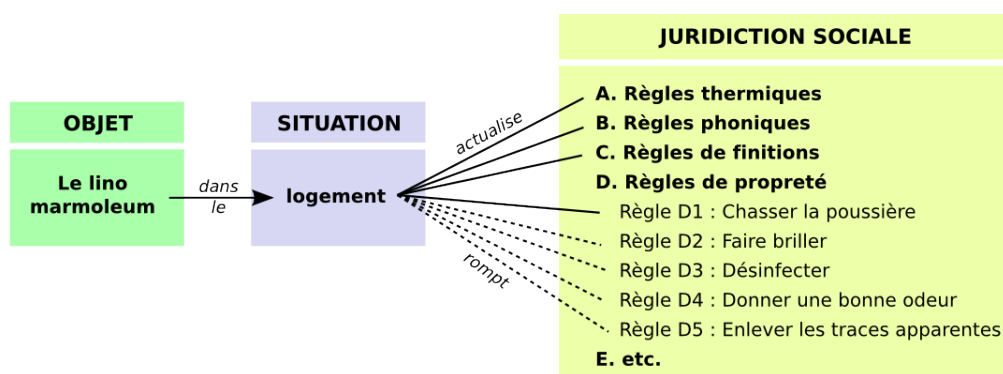 JURIDICTION SOCIALE
OBJET
SITUATION
Le lino
marmoleum
dans
le
logement
actualise
rompt
A. Règles thermiques
B. Règles phoniques
C. Règles de finitions
D. Règles de propreté
Règle D1 : Chasser la poussière
Règle D2 : Faire briller
Règle D3 : Désinfecter
Règle D4 : Donner une bonne odeur
Règle D5 : Enlever les traces apparentes
E. etc.